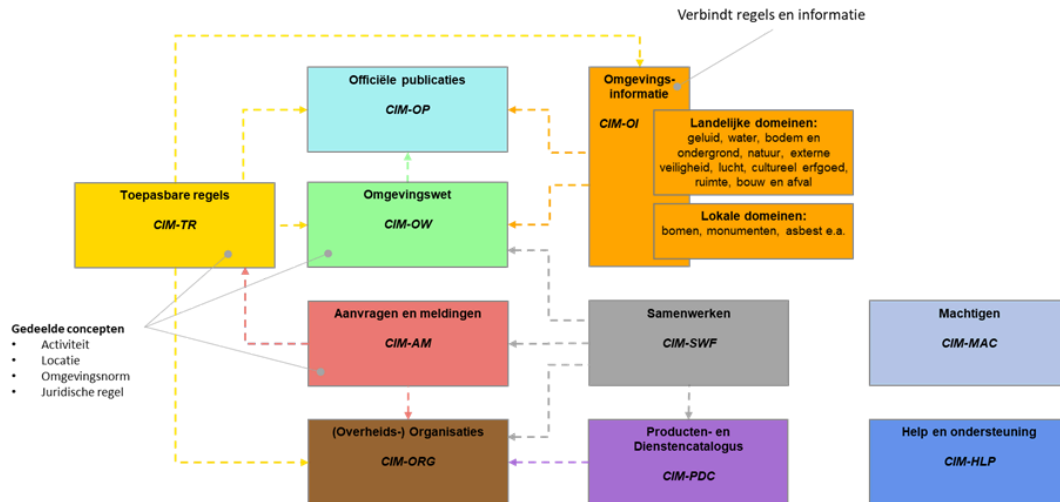 Verbindt regels en informatie
Officiële publicaties
CIM-OP
Omgevings-
informatie
CIM-OI
Landelijke domeinen:
geluid, water, bodem en
ondergrond, natuur, externe
veiligheid, lucht, cultureel erfgoed,
ruimte, bouw en afval
Lokale domeinen:
bomen, monumenten, asbest e.a.
Toepasbare regels
CIM-TR
Omgevingswet
CIM-OW
Gedeelde concepten
• Activiteit
• Locatie
• Omgevingsnorm
• Juridische regel
Aanvragen en meldingen
CIM-AM
Samenwerken
CIM-SWF
Machtigen
CIM-MAC
(Overheids-) Organisaties
CIM-ORG
Producten- en
Dienstencatalogus
CIM-PDC
Help en ondersteuning
CIM-HLP